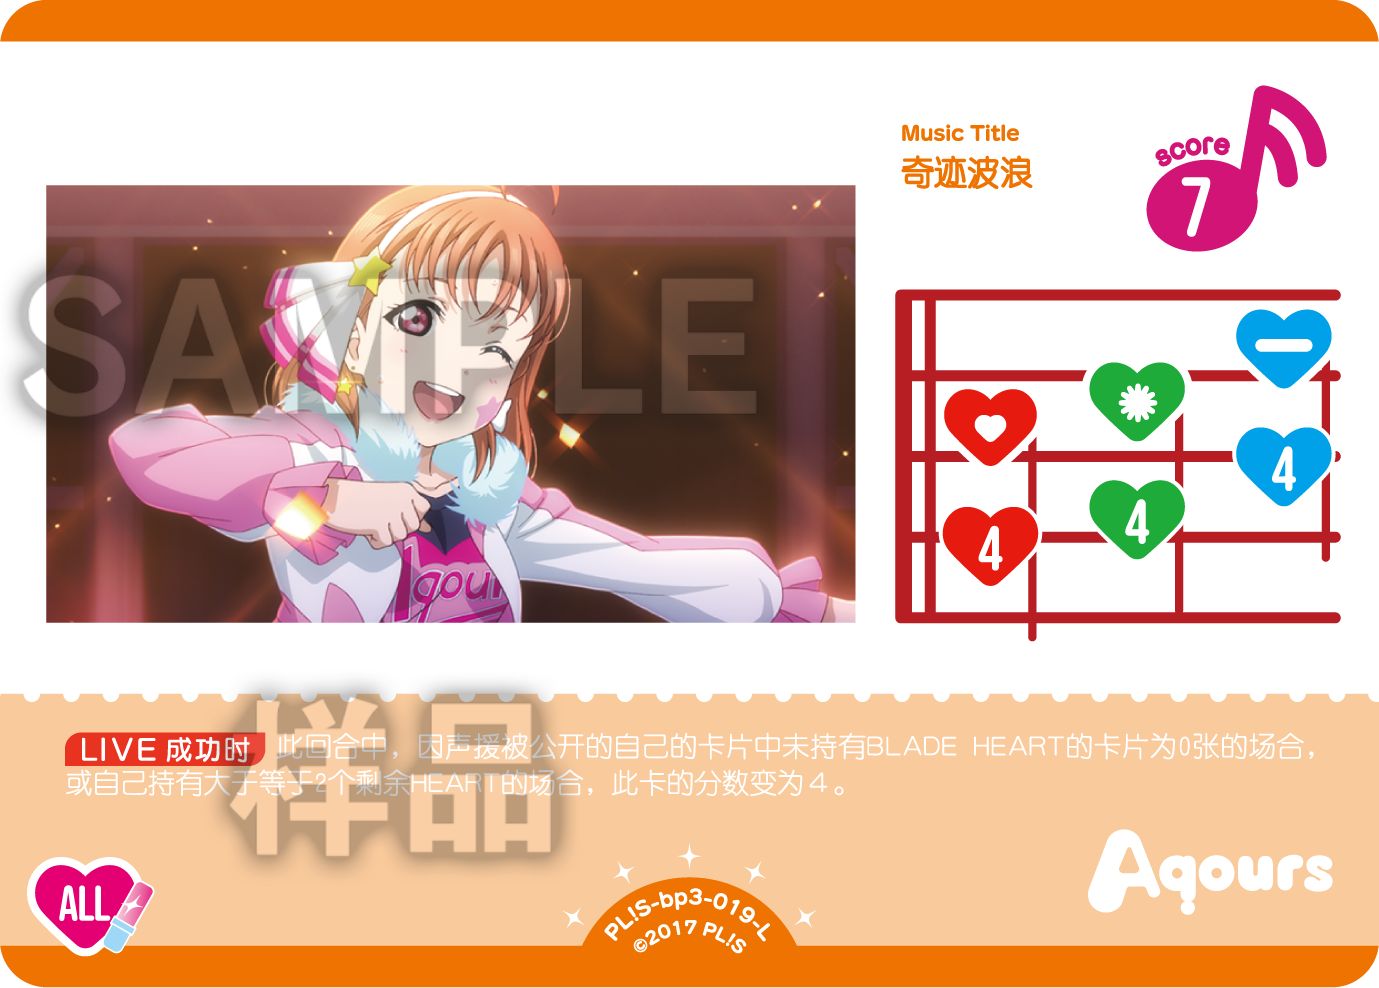 Music Title
奇迹波浪
score
7
SAMPLE
Aqours
4
4
4
LIVE 成功时 此回合中，因声援被公开的自己的卡片中未持有BLADE HEART的卡片为0张的场合，
或自己持有大于等于2个剩余HEART的场合，此卡的分数变为４。
样品
ALL
Aqours
PL!S-bp3-019-L
©2017 PL!S